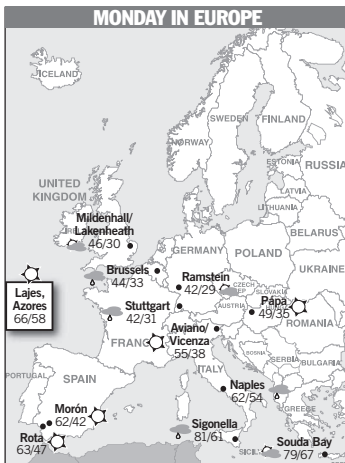 MONDAY IN EUROPE
ICELAND
SWEDEN
FINLAND
NORWAY
ESTONIA
RUSSIA
LATVIA
LITHUANIA
UNITED
KINGDOM
BELARUS
Mildenhall/
Lakenheath
46/30
GERMANY
POLAND
UKRAINE
Brussels
44/33
Ramstein
42/29
CZECH
REP
SLOVAKIA
Lajes,
Azores
66/58
Stuttgart
42/31
AUSTRIA
Pápa
49/35
ROMANIA
FRANCE
Aviano/
Vicenza
55/38
BOSNIA
SERBIA
BULGARIA
ITALY
PORTUGAL
SPAIN
Naples
62/54
Morón
62/42
GREECE
Rota
63/47
Sigonella
81/61
SICILY
Souda Bay
79/67